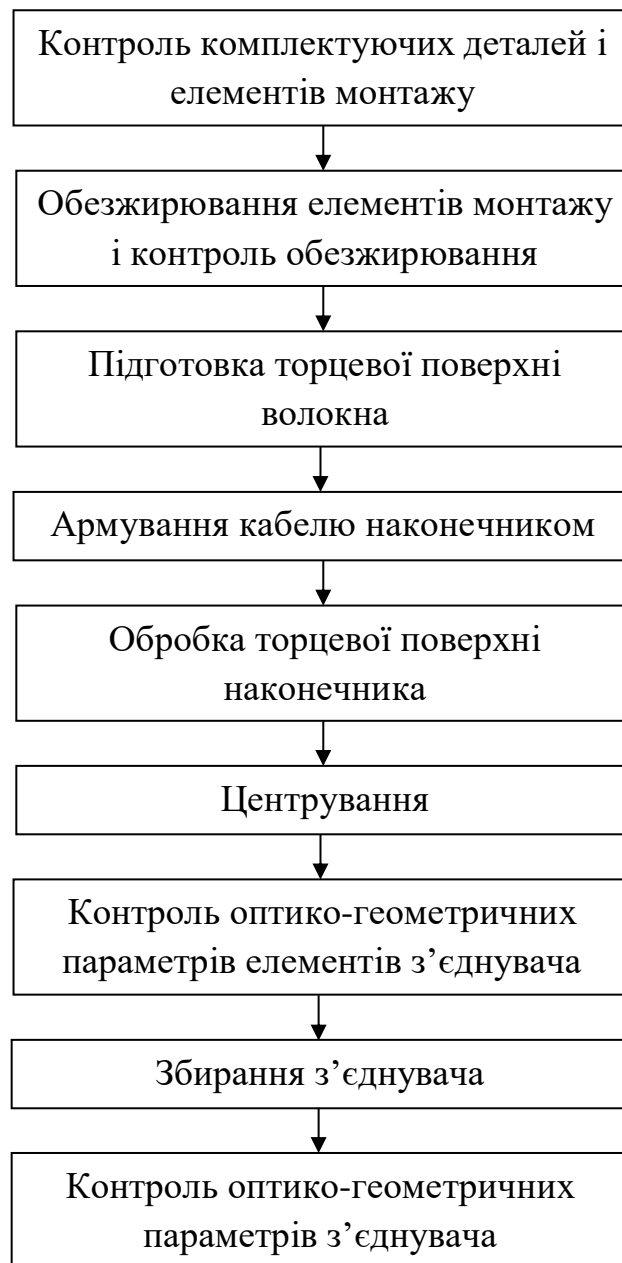 Контроль комплектуючих деталей і
елементів монтажу
Обезжирювання елементів монтажу
і контроль обезжирювання
Підготовка торцевої поверхні
волокна
Армування кабелю наконечником
Обробка торцевої поверхні
наконечника
Центрування
Контроль оптико-геометричних
параметрів елементів з’єднувача
Збирання з’єднувача
Контроль оптико-геометричних
параметрів з’єднувача